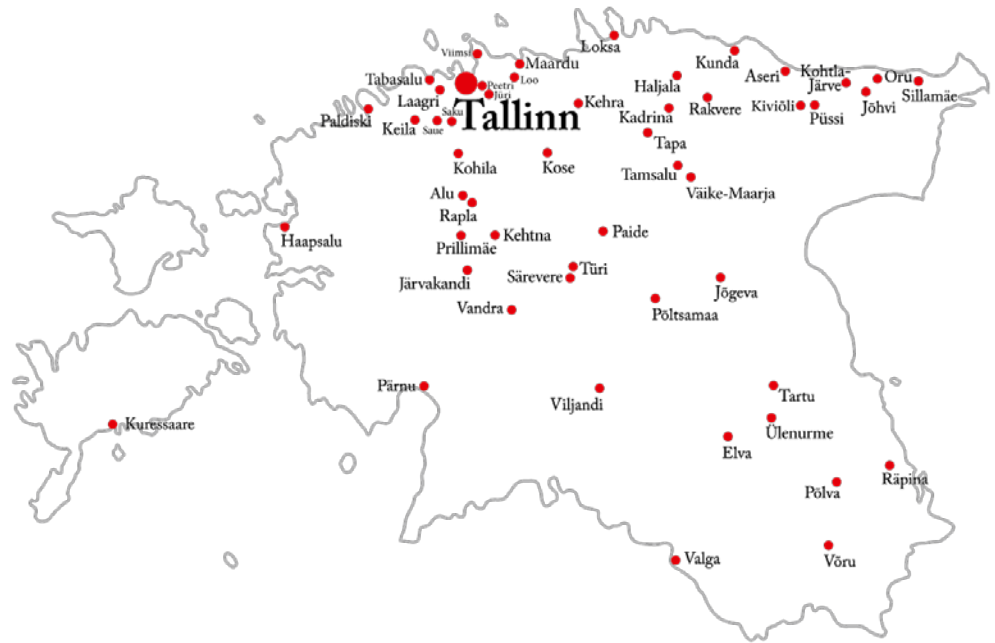 Loksa
Viimsi
Kunda
Maardu
Aseri
Kohtla-
Järve
Oru
Tabasalu
Loo
Peetri
Haljala
Sillamäe
Laagri
Jüri
Kehra
Rakvere
Kiviõli
Püssi
Jõhvi
Paldiski
Keila
Saue
Saku
Tallinn
Kadrina
Tapa
Kohila
Kose
Tamsalu
Väike-Maarja
Alu
Rapla
Haapsalu
Prillimäe
Kehtna
Paide
Järvakandi
Särevere
Türi
Jõgeva
Vandra
Põltsamaa
Pärnu
Viljandi
Tartu
Kuressaare
Ülenurme
Elva
Räpina
Põlva
Valga
Võru